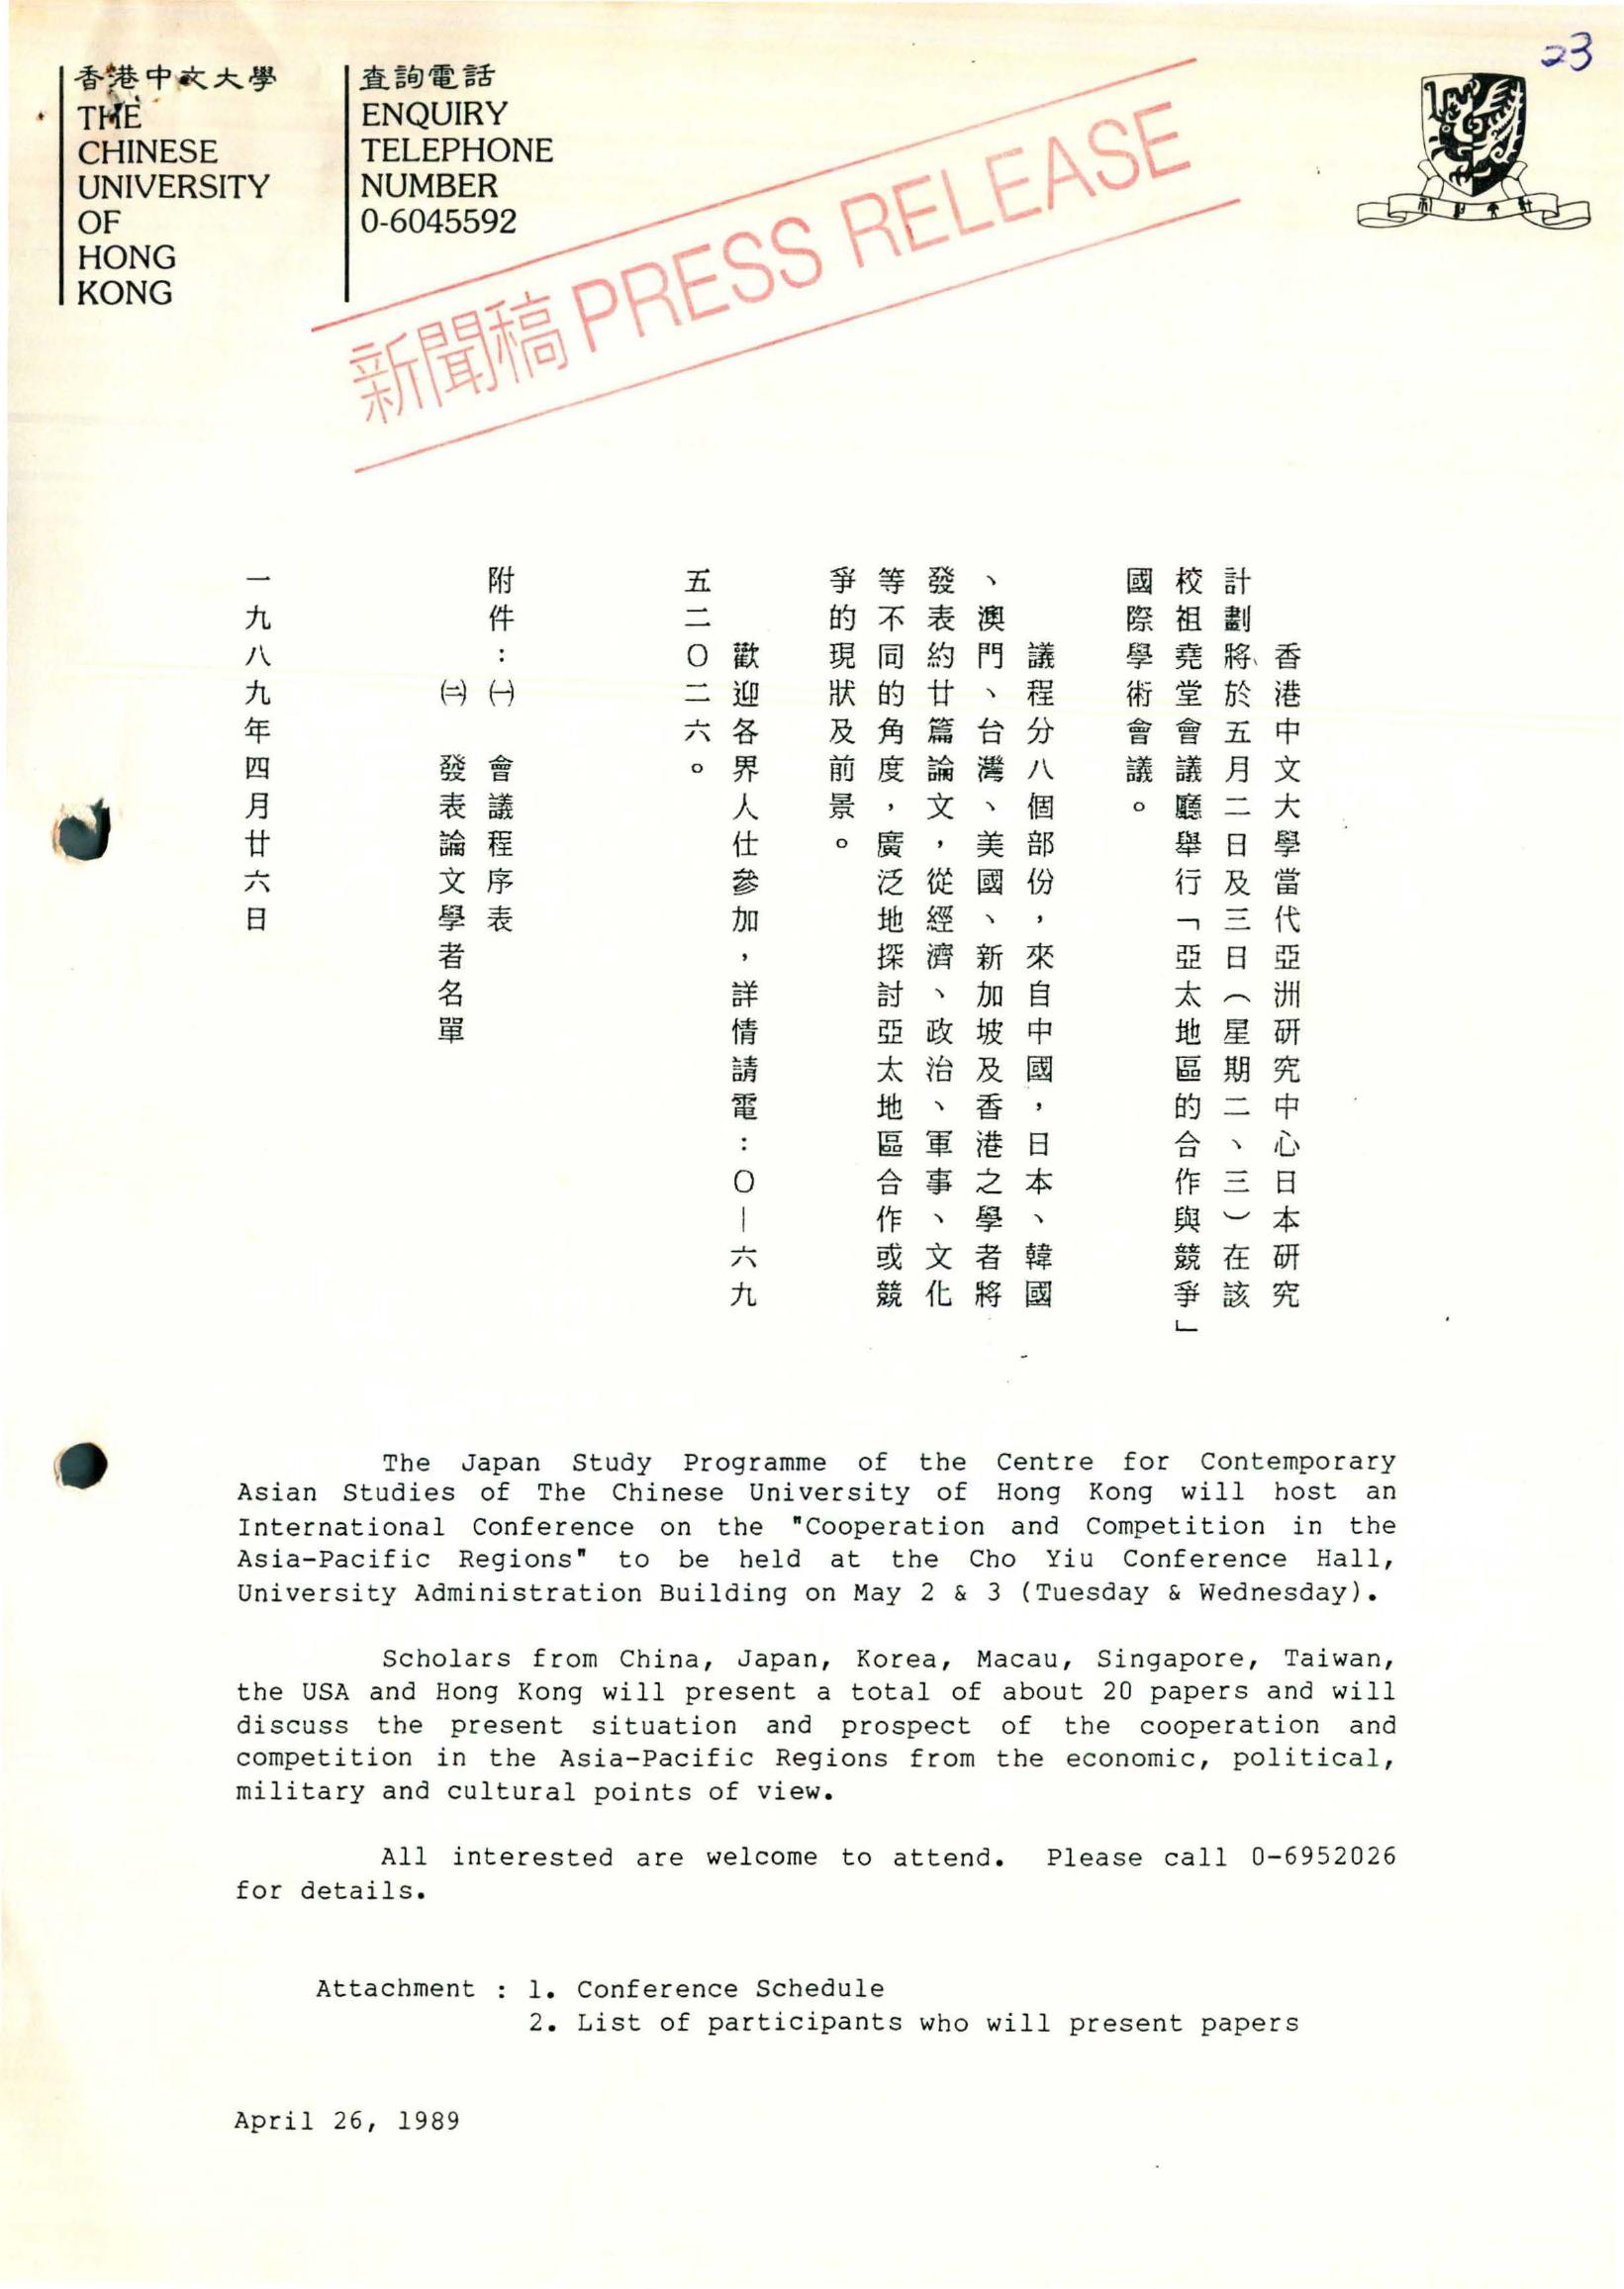 23
香港中文大學
THE
CHINESE
UNIVERSITY
OF
HONG
KONG
查詢電話
ENQUIRY
TELEPHONE
NUMBER
0-6045592
新聞稿 PRESS RELEASE
香港中文大學當代亞洲研究中心日本研究
計劃將於五月二日及三日（星期二、三）在該
校祖堯堂會議廳舉行「亞太地區的合作與競爭」
國際學術會議。
議程分八個部份，來自中國，日本、韓國
、澳門、台灣、美國、新加坡及香港之學者將
發表約廿篇論文，從經濟、政治、軍事、文化
等不同的角度，廣泛地探討亞太地區合作或競
爭的現狀及前景。
歡迎各界人仕參加，詳情請電：〇—六九
五二〇二六。
附件：㈠ 會議程序表
㈡ 發表論文學者名單
一九八九年四月廿六日
The Japan Study Programme of the Centre for Contemporary
Asian Studies of The Chinese University of Hong Kong will host an
International Conference on the "Cooperation and Competition in the
Asia-Pacific Regions" to be held at the Cho Yiu Conference Hall,
University Administration Building on May 2 & 3 (Tuesday & Wednesday).
Scholars from China, Japan, Korea, Macau, Singapore, Taiwan,
the USA and Hong Kong will present a total of about 20 papers and will
discuss the present situation and prospect of the cooperation and
competition in the Asia-Pacific Regions from the economic, political,
military and cultural points of view.
All interested are welcome to attend. Please call 0-6952026
for details.
Attachment : 1. Conference Schedule
2. List of participants who will present papers
April 26, 1989